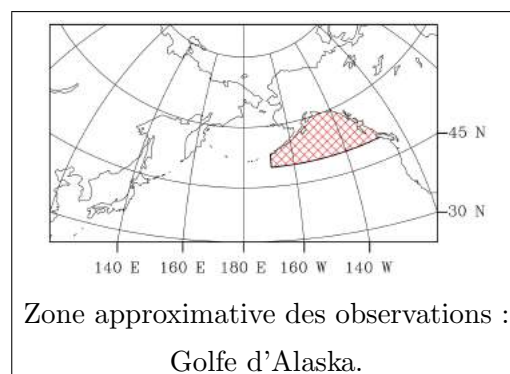 45 N
30 N
140 E 160 E 180 E 160 W 140 W
Zone approximative des observations :
Golfe d'Alaska.